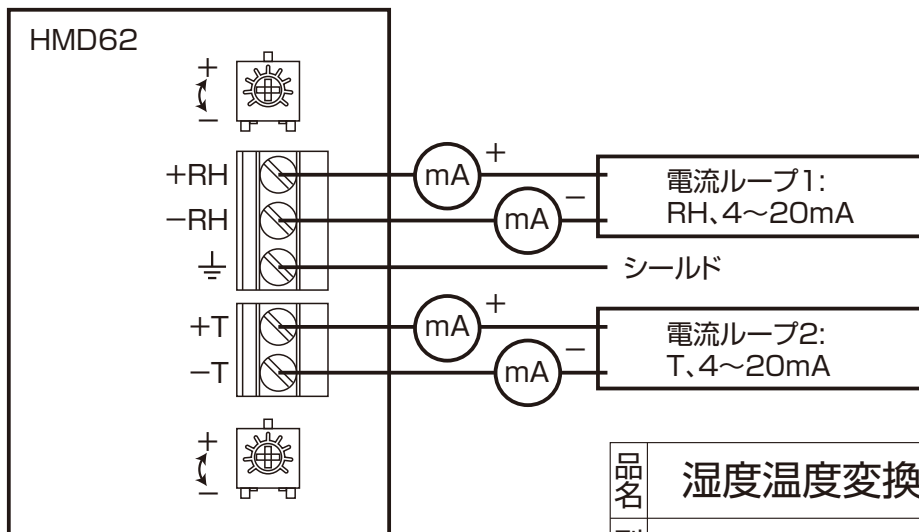 HMD62
+
−
+RH
mA
+
電流ループ1:
−RH
mA
−
RH、4～20mA
シールド
+T
mA
+
電流ループ2:
−T
mA
−
T、4～20mA
+
−
品名
湿度温度変換